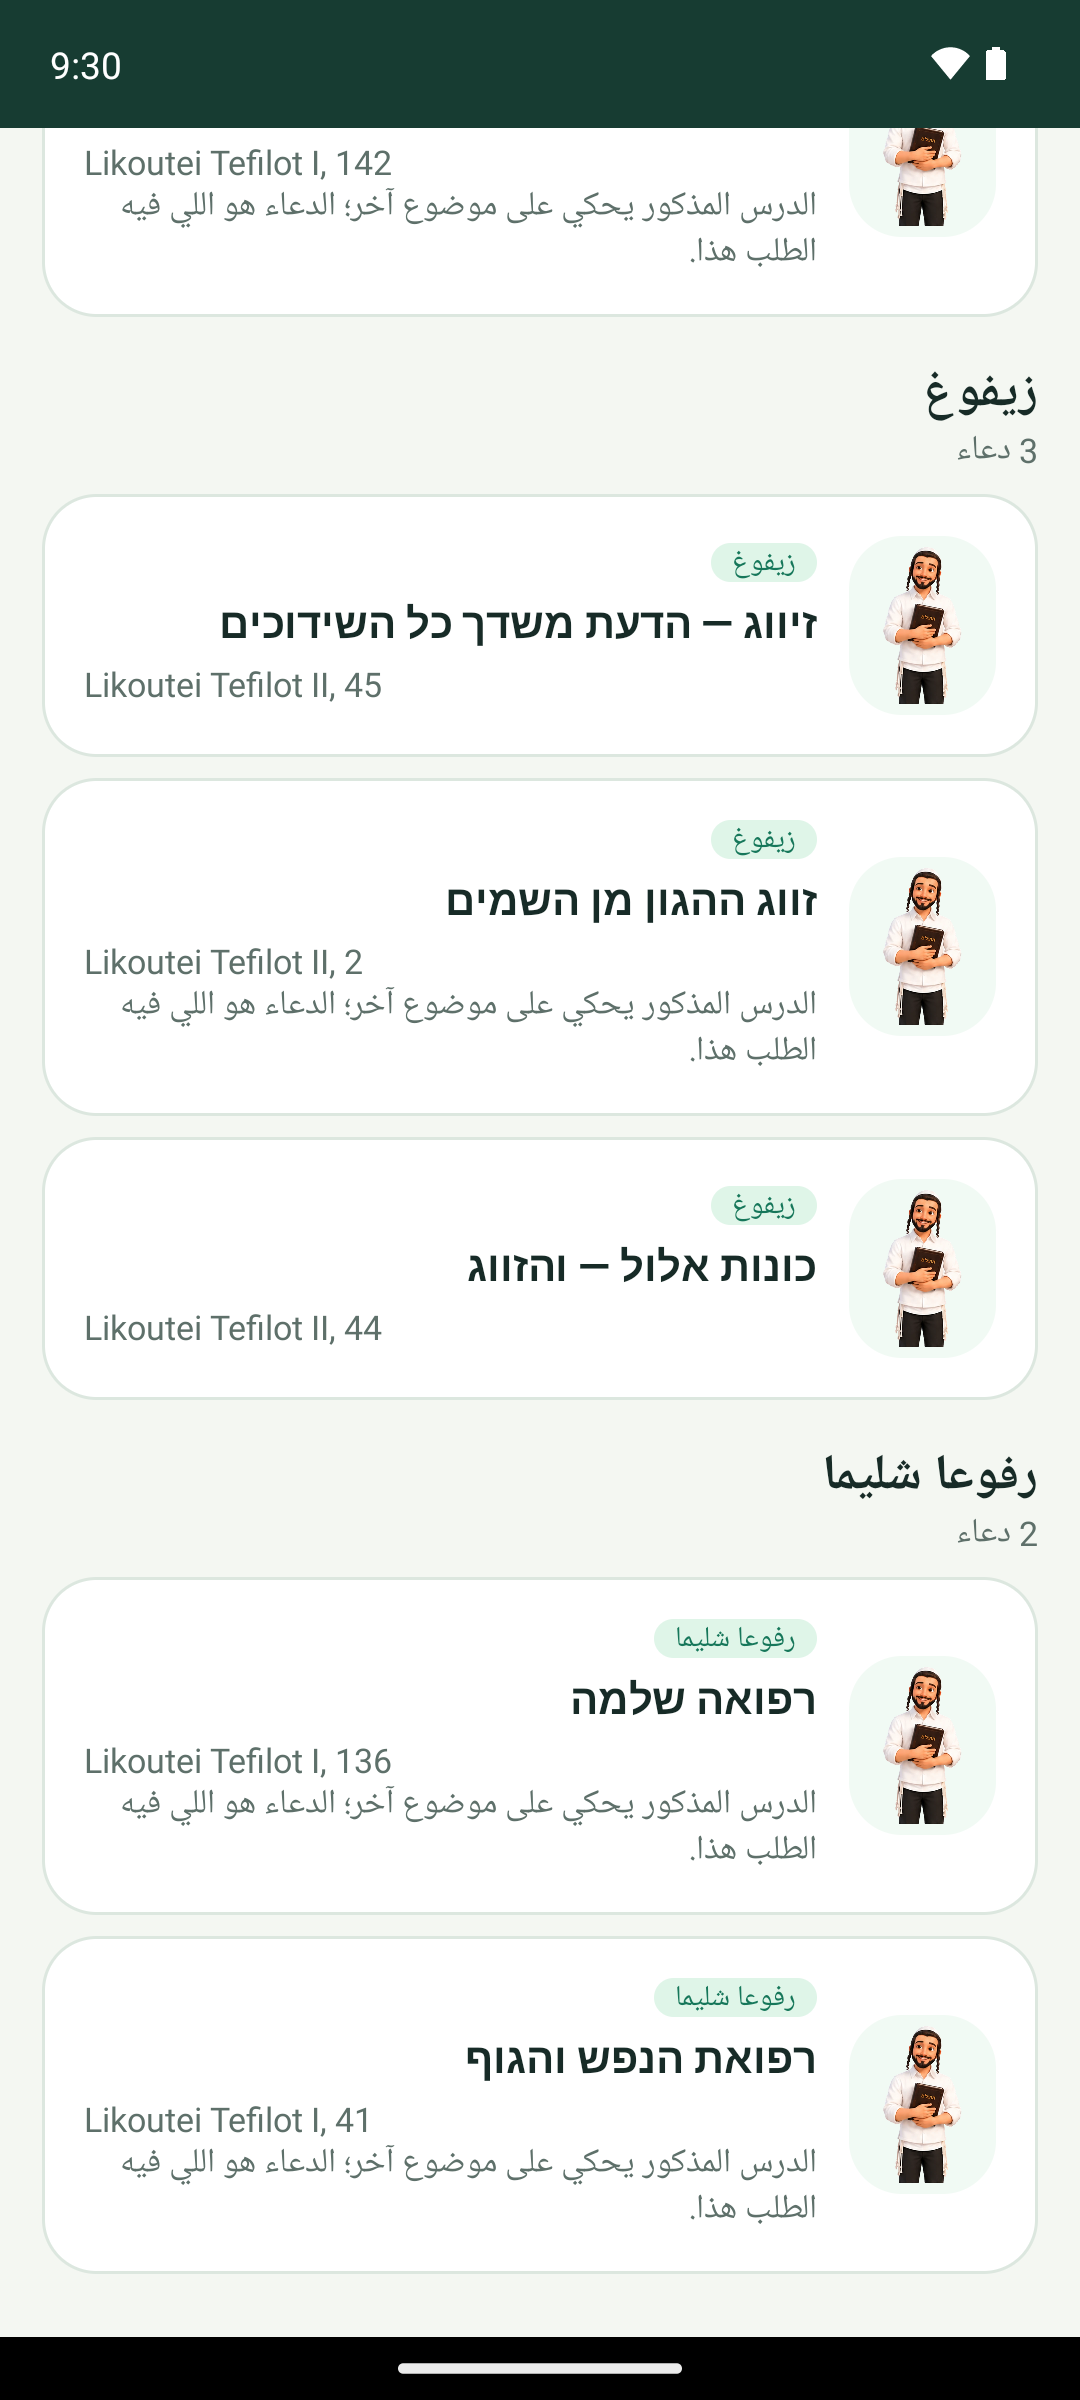 9:30
Likoutei Tefilot I, 142
الدرس المذكور يحكي على موضوع آخر؛ الدعاء هو اللي فيه
الطلب هذا.
زيفوغ
3 دعاء
زيفوغ
זיווג – הדעת משדך כל השידוכים
Likoutei Tefilot II, 45
زيفوغ
זווג ההגון מן השמים
Likoutei Tefilot II, 2
الدرس المذكور يحكي على موضوع آخر؛ الدعاء هو اللي فيه
الطلب هذا.
زيفوغ
כונות אלול – והזווג
Likoutei Tefilot II, 44
رفوعا شليما
2 دعاء
رفوعا شليما
רפואה שלמה
Likoutei Tefilot I, 136
الدرس المذكور يحكي على موضوع آخر؛ الدعاء هو اللي فيه
الطلب هذا.
رفوعا شليما
רפואת הנפש והגוף
Likoutei Tefilot I, 41
الدرس المذكور يحكي على موضوع آخر؛ الدعاء هو اللي فيه
الطلب هذا.